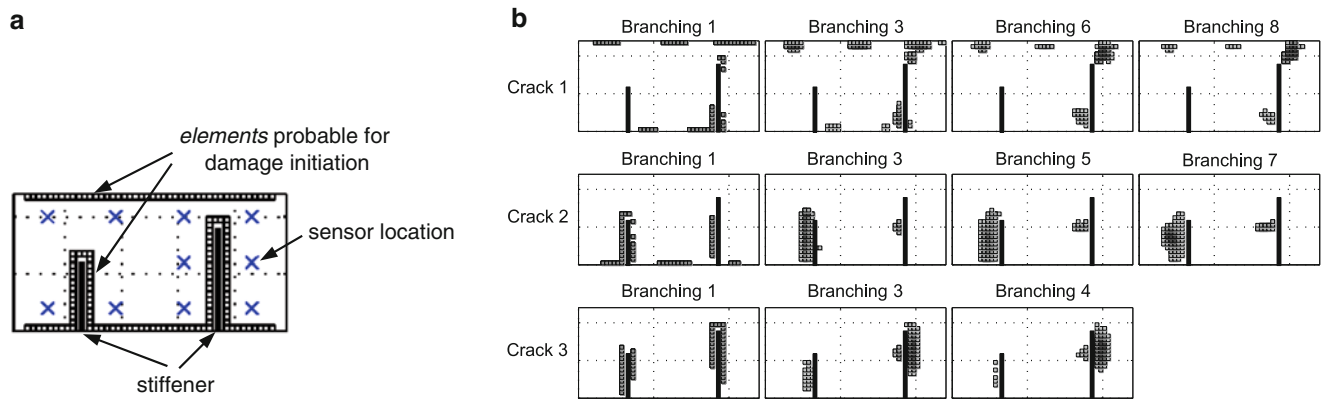 a
elements probable for
damage initiation
sensor location
stiffener
b
Branching 1 Branching 3 Branching 6 Branching 8
Crack 1
Branching 1 Branching 3 Branching 5 Branching 7
Crack 2
Branching 1 Branching 3 Branching 4
Crack 3